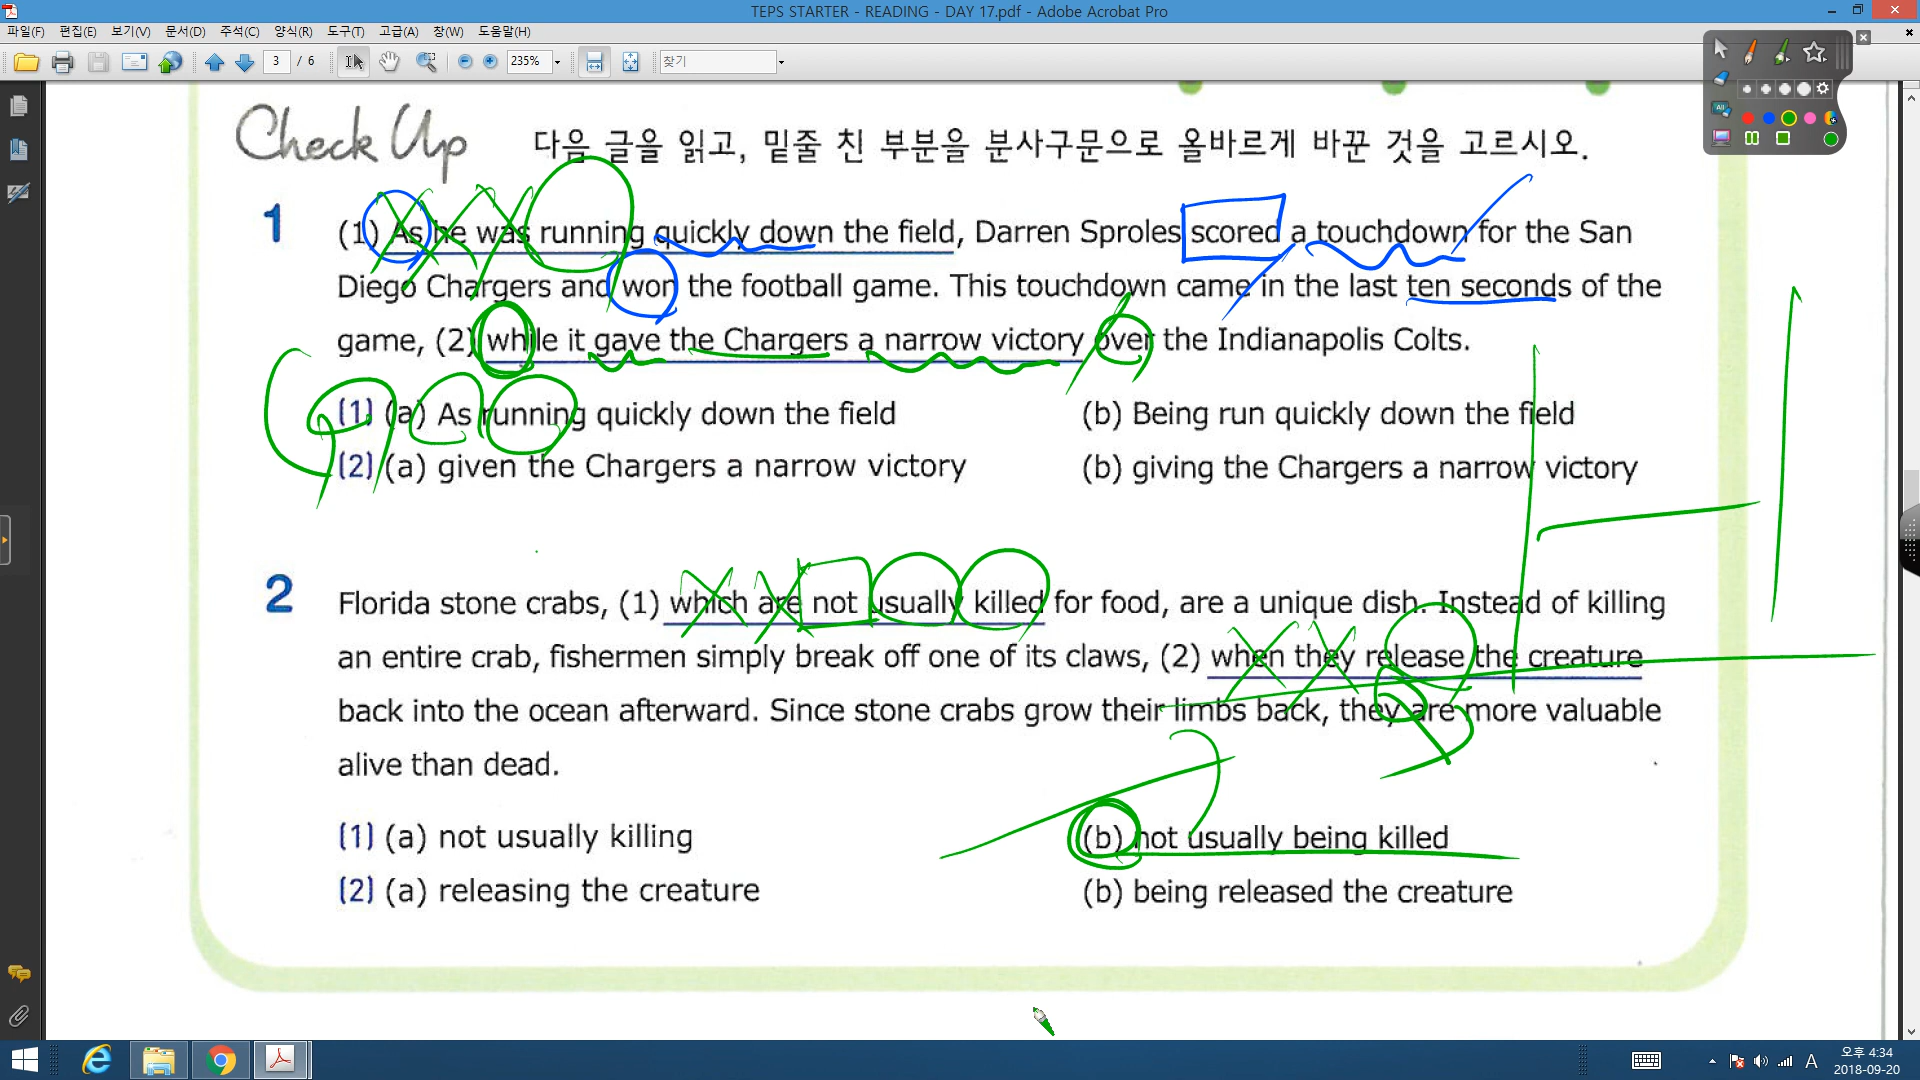 TEPS STARTER - READING - DAY 17.pdf - Adobe Acrobat Pro
파일(F) 편집(E) 보기(V) 문서(D) 주석(C) 양식(R) 도구(T) 고급(A) 창(W) 도움말(H)
3 / 6 235% 찾기
Check Up 다음 글을 읽고, 밑줄 친 부분을 분사구문으로 올바르게 바꾼 것을 고르시오.
1 (1) As he was running quickly down the field, Darren Sproles scored a touchdown for the San
Diego Chargers and won the football game. This touchdown came in the last ten seconds of the
game, (2) while it gave the Chargers a narrow victory over the Indianapolis Colts.
(1) (a) As running quickly down the field (b) Being run quickly down the field
(2) (a) given the Chargers a narrow victory (b) giving the Chargers a narrow victory
2 Florida stone crabs, (1) which are not usually killed for food, are a unique dish. Instead of killing
an entire crab, fishermen simply break off one of its claws, (2) when they release the creature
back into the ocean afterward. Since stone crabs grow their limbs back, they are more valuable
alive than dead.
(1) (a) not usually killing (b) not usually being killed
(2) (a) releasing the creature (b) being released the creature
A 오후 4:34
2018-09-20